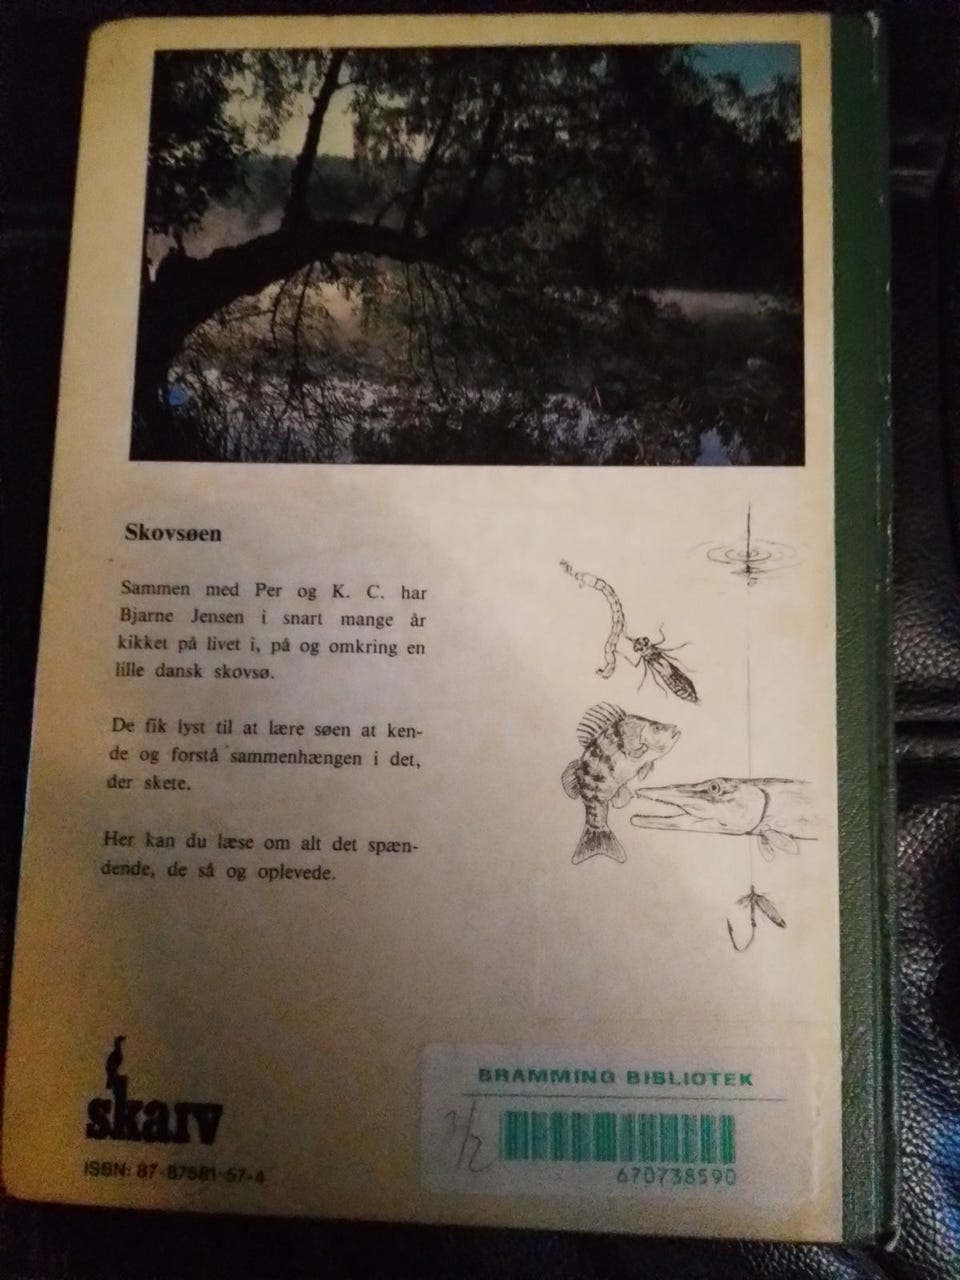 Skovsøen
Sammen med Per og K. C. har
Bjarne Jensen i snart mange år
kikket på livet i, på og omkring en
lille dansk skovsø.
De fik lyst til at lære søen at ken-
de og forstå sammenhængen i det,
der skete.
Her kan du læse om alt det spæn-
dende, de så og oplevede.
skarv
ISBN: 87-87581-57-4
BRAMMING BIBLIOTEK
670738590